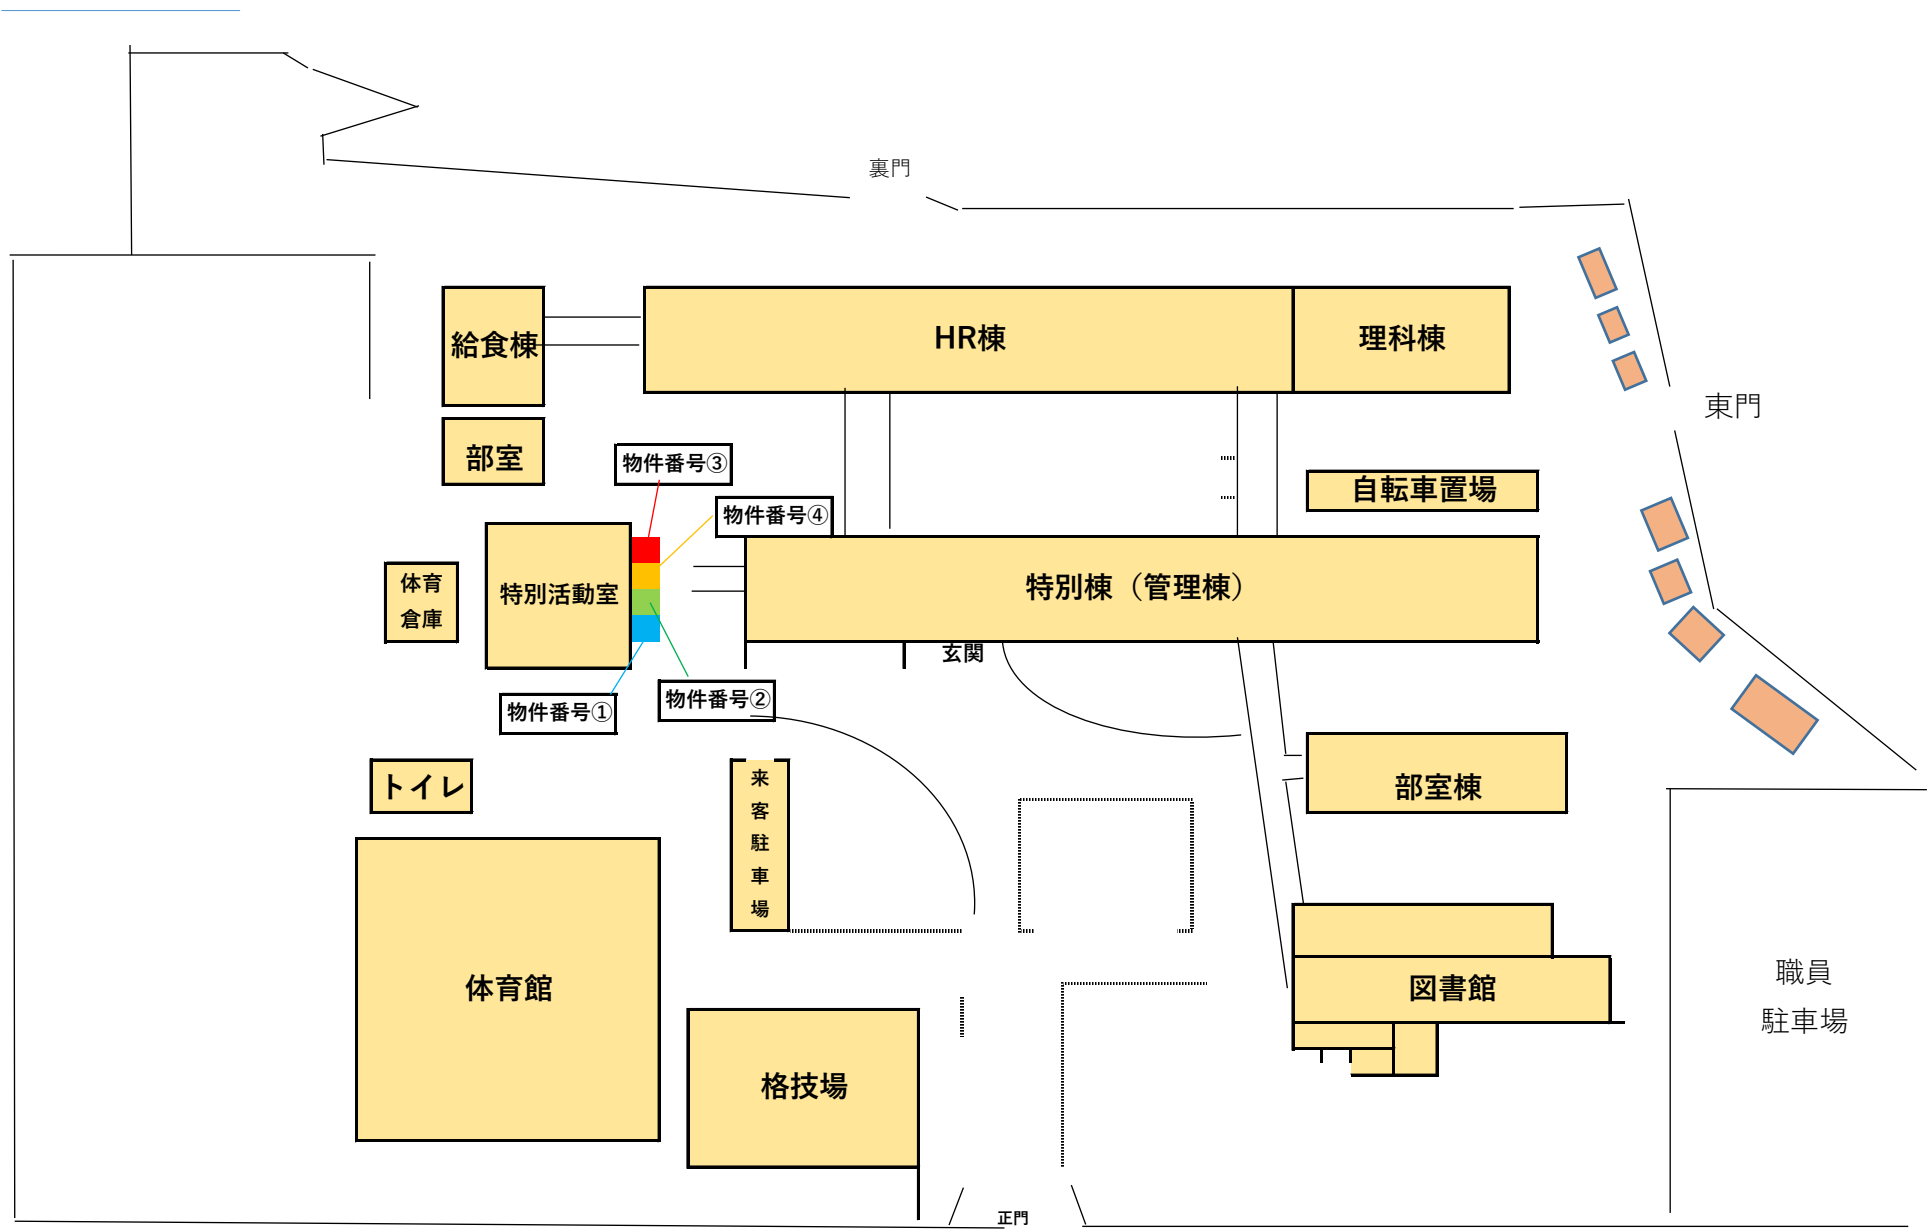 裏門
給食棟
HR棟
理科棟
東門
部室
物件番号③
自転車置場
物件番号④
体育
倉庫
特別活動室
特別棟（管理棟）
玄関
物件番号②
物件番号①
トイレ
来
客
駐
車
場
部室棟
体育館
図書館
職員
駐車場
格技場
正門